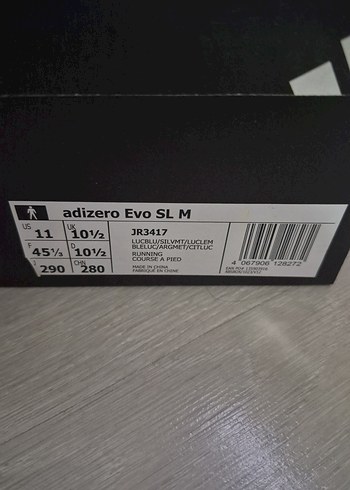 adizero Evo SL M
US 11 UK 10½
F 45⅓ D 10½
J 290 CHN 280
JR3417
LUCBLU/SILVMT/LUCLEM
BLELUC/ARGMET/CITLUC
RUNNING
COURSE A PIED
MADE IN CHINA
FABRIQUÉ EN CHINE
4 067906 128272